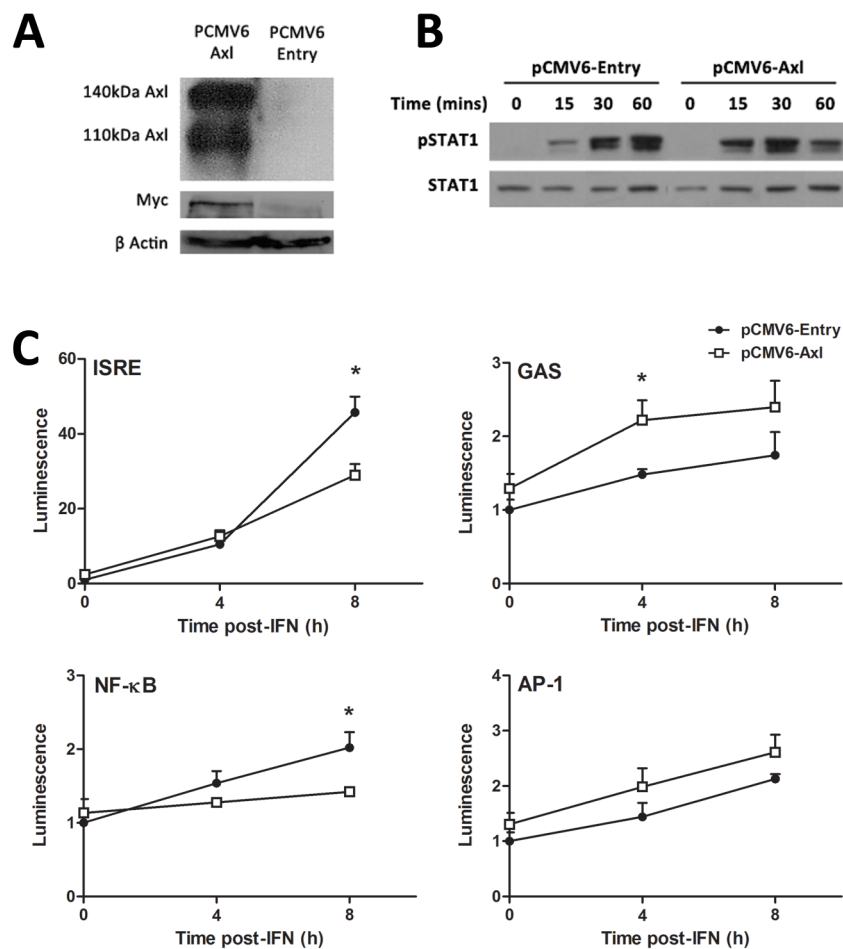 A
PCMV6 PCMV6
Axl Entry
140kDa Axl
110kDa Axl
Myc
β Actin
B
pCMV6-Entry pCMV6-Axl
Time (mins) 0 15 30 60 0 15 30 60
pSTAT1
STAT1
C
pCMV6-Entry
pCMV6-Axl
ISRE
*
Luminescence
60
40
20
0
0 4 8
Time post-IFN (h)
GAS
*
Luminescence
3
2
1
0
0 4 8
Time post-IFN (h)
NF-κB
*
Luminescence
3
2
1
0
0 4 8
Time post-IFN (h)
AP-1
Luminescence
4
3
2
1
0
0 4 8
Time post-IFN (h)